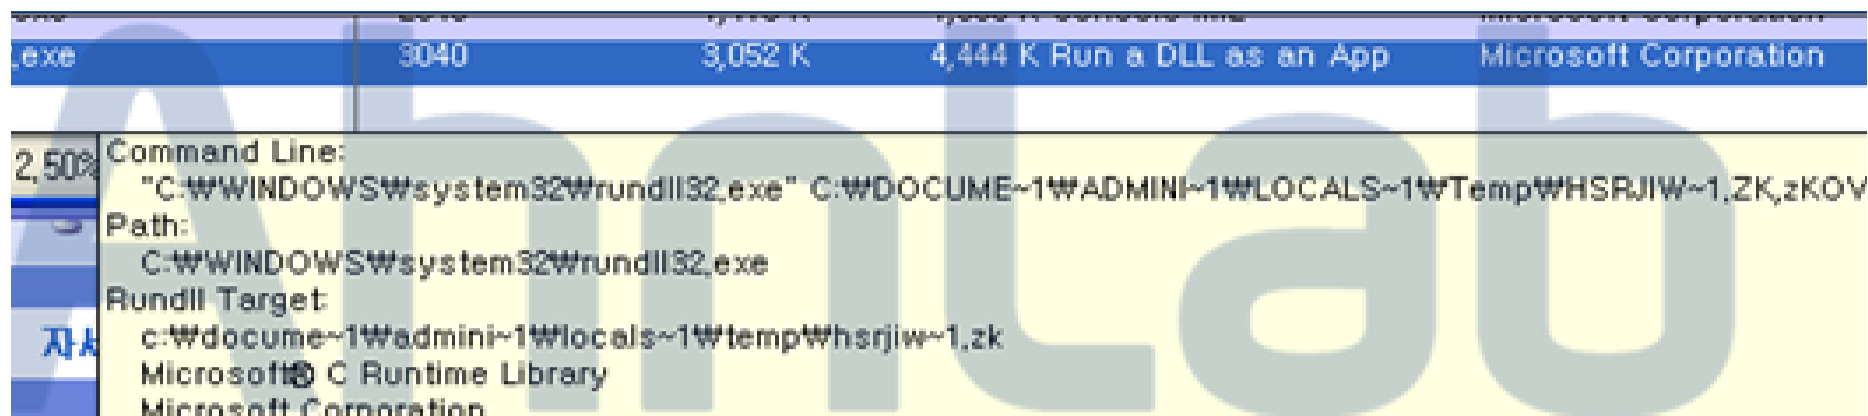 .exe 3040 3,052 K 4,444 K Run a DLL as an App Microsoft Corporation
2,50%
Command Line:
"C:₩WINDOWS₩system32₩rundll32.exe" C:₩DOCUME~1₩ADMINI~1₩LOCALS~1₩Temp₩HSRJIW~1.ZK,zKOV
Path:
C:₩WINDOWS₩system32₩rundll32.exe
Rundll Target:
c:₩docume~1₩admini~1₩locals~1₩temp₩hsrjiw~1.zk
Microsoft® C Runtime Library
Microsoft Corporation
AhnLab